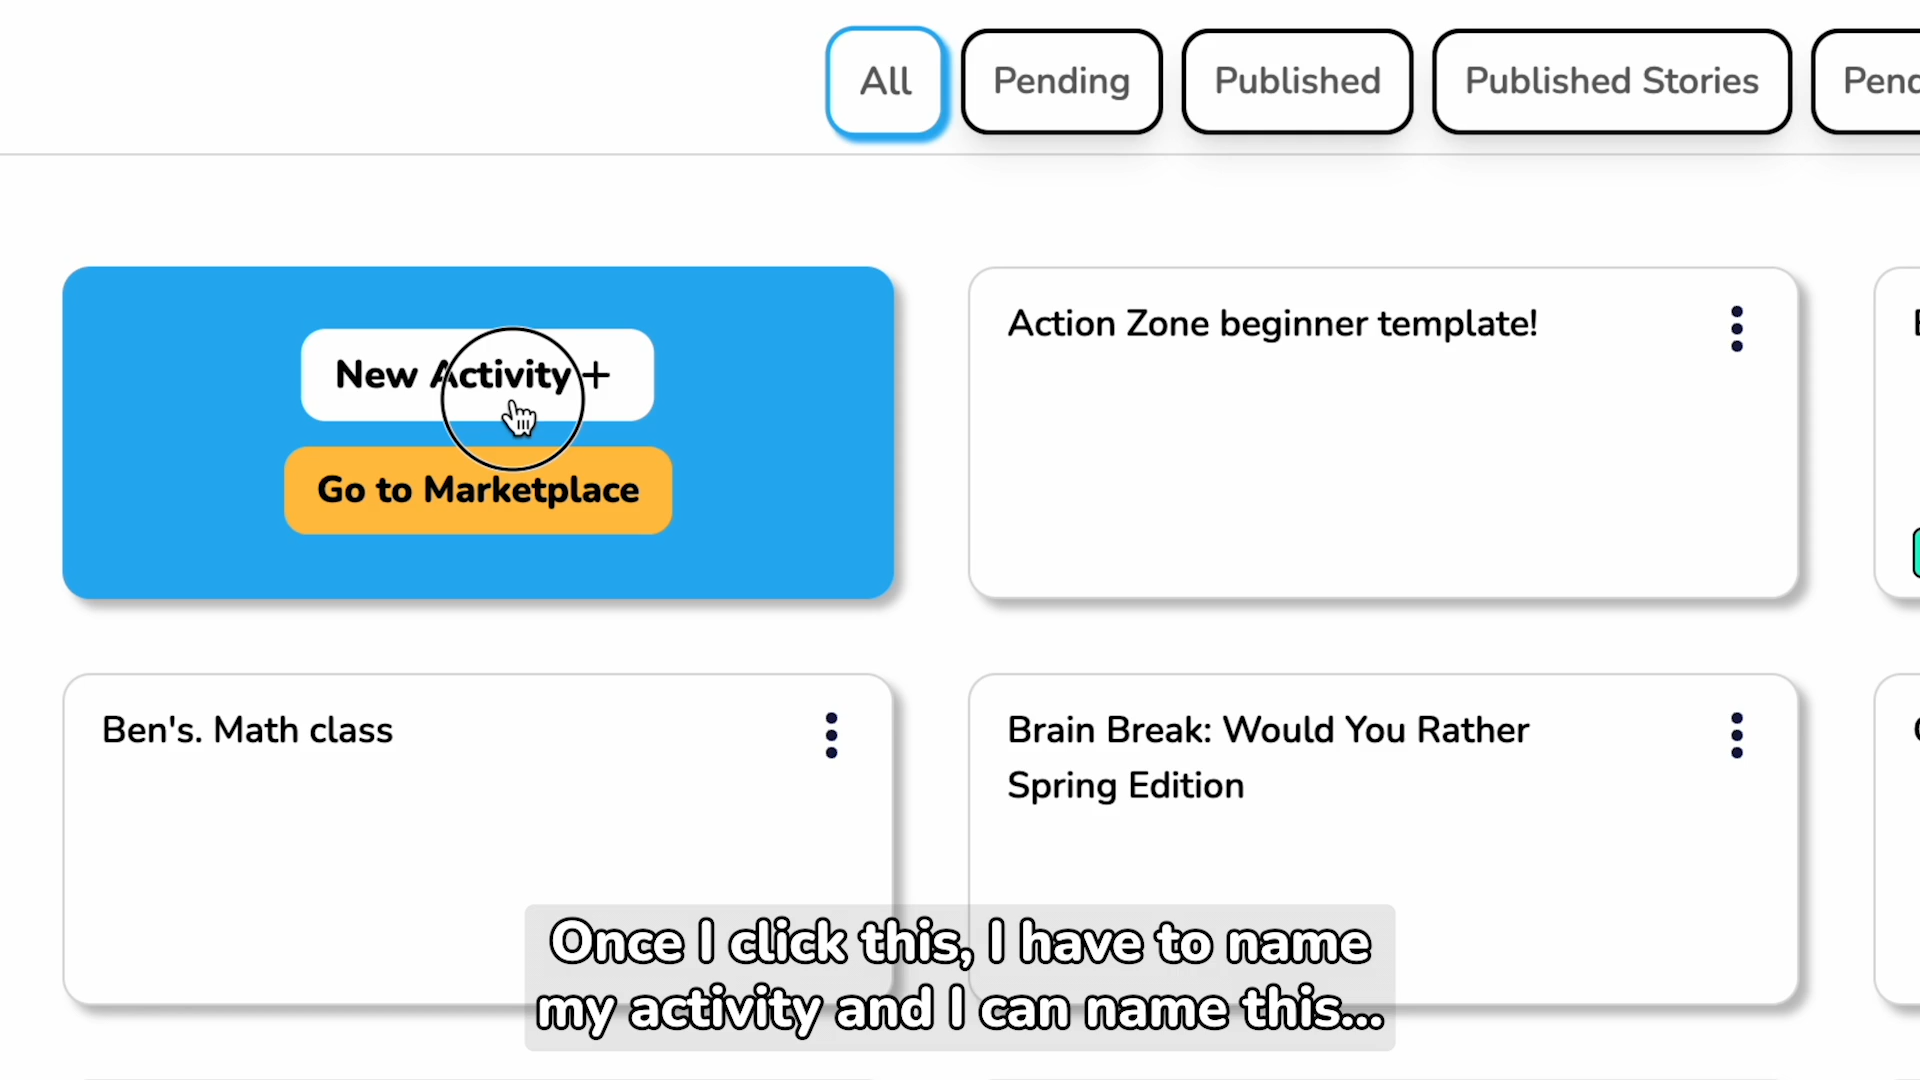 All
Pending
Published
Published Stories
New Activity +
Go to Marketplace
Action Zone beginner template!
Ben's. Math class
Brain Break: Would You Rather
Spring Edition
Once I click this, I have to name
my activity and I can name this...